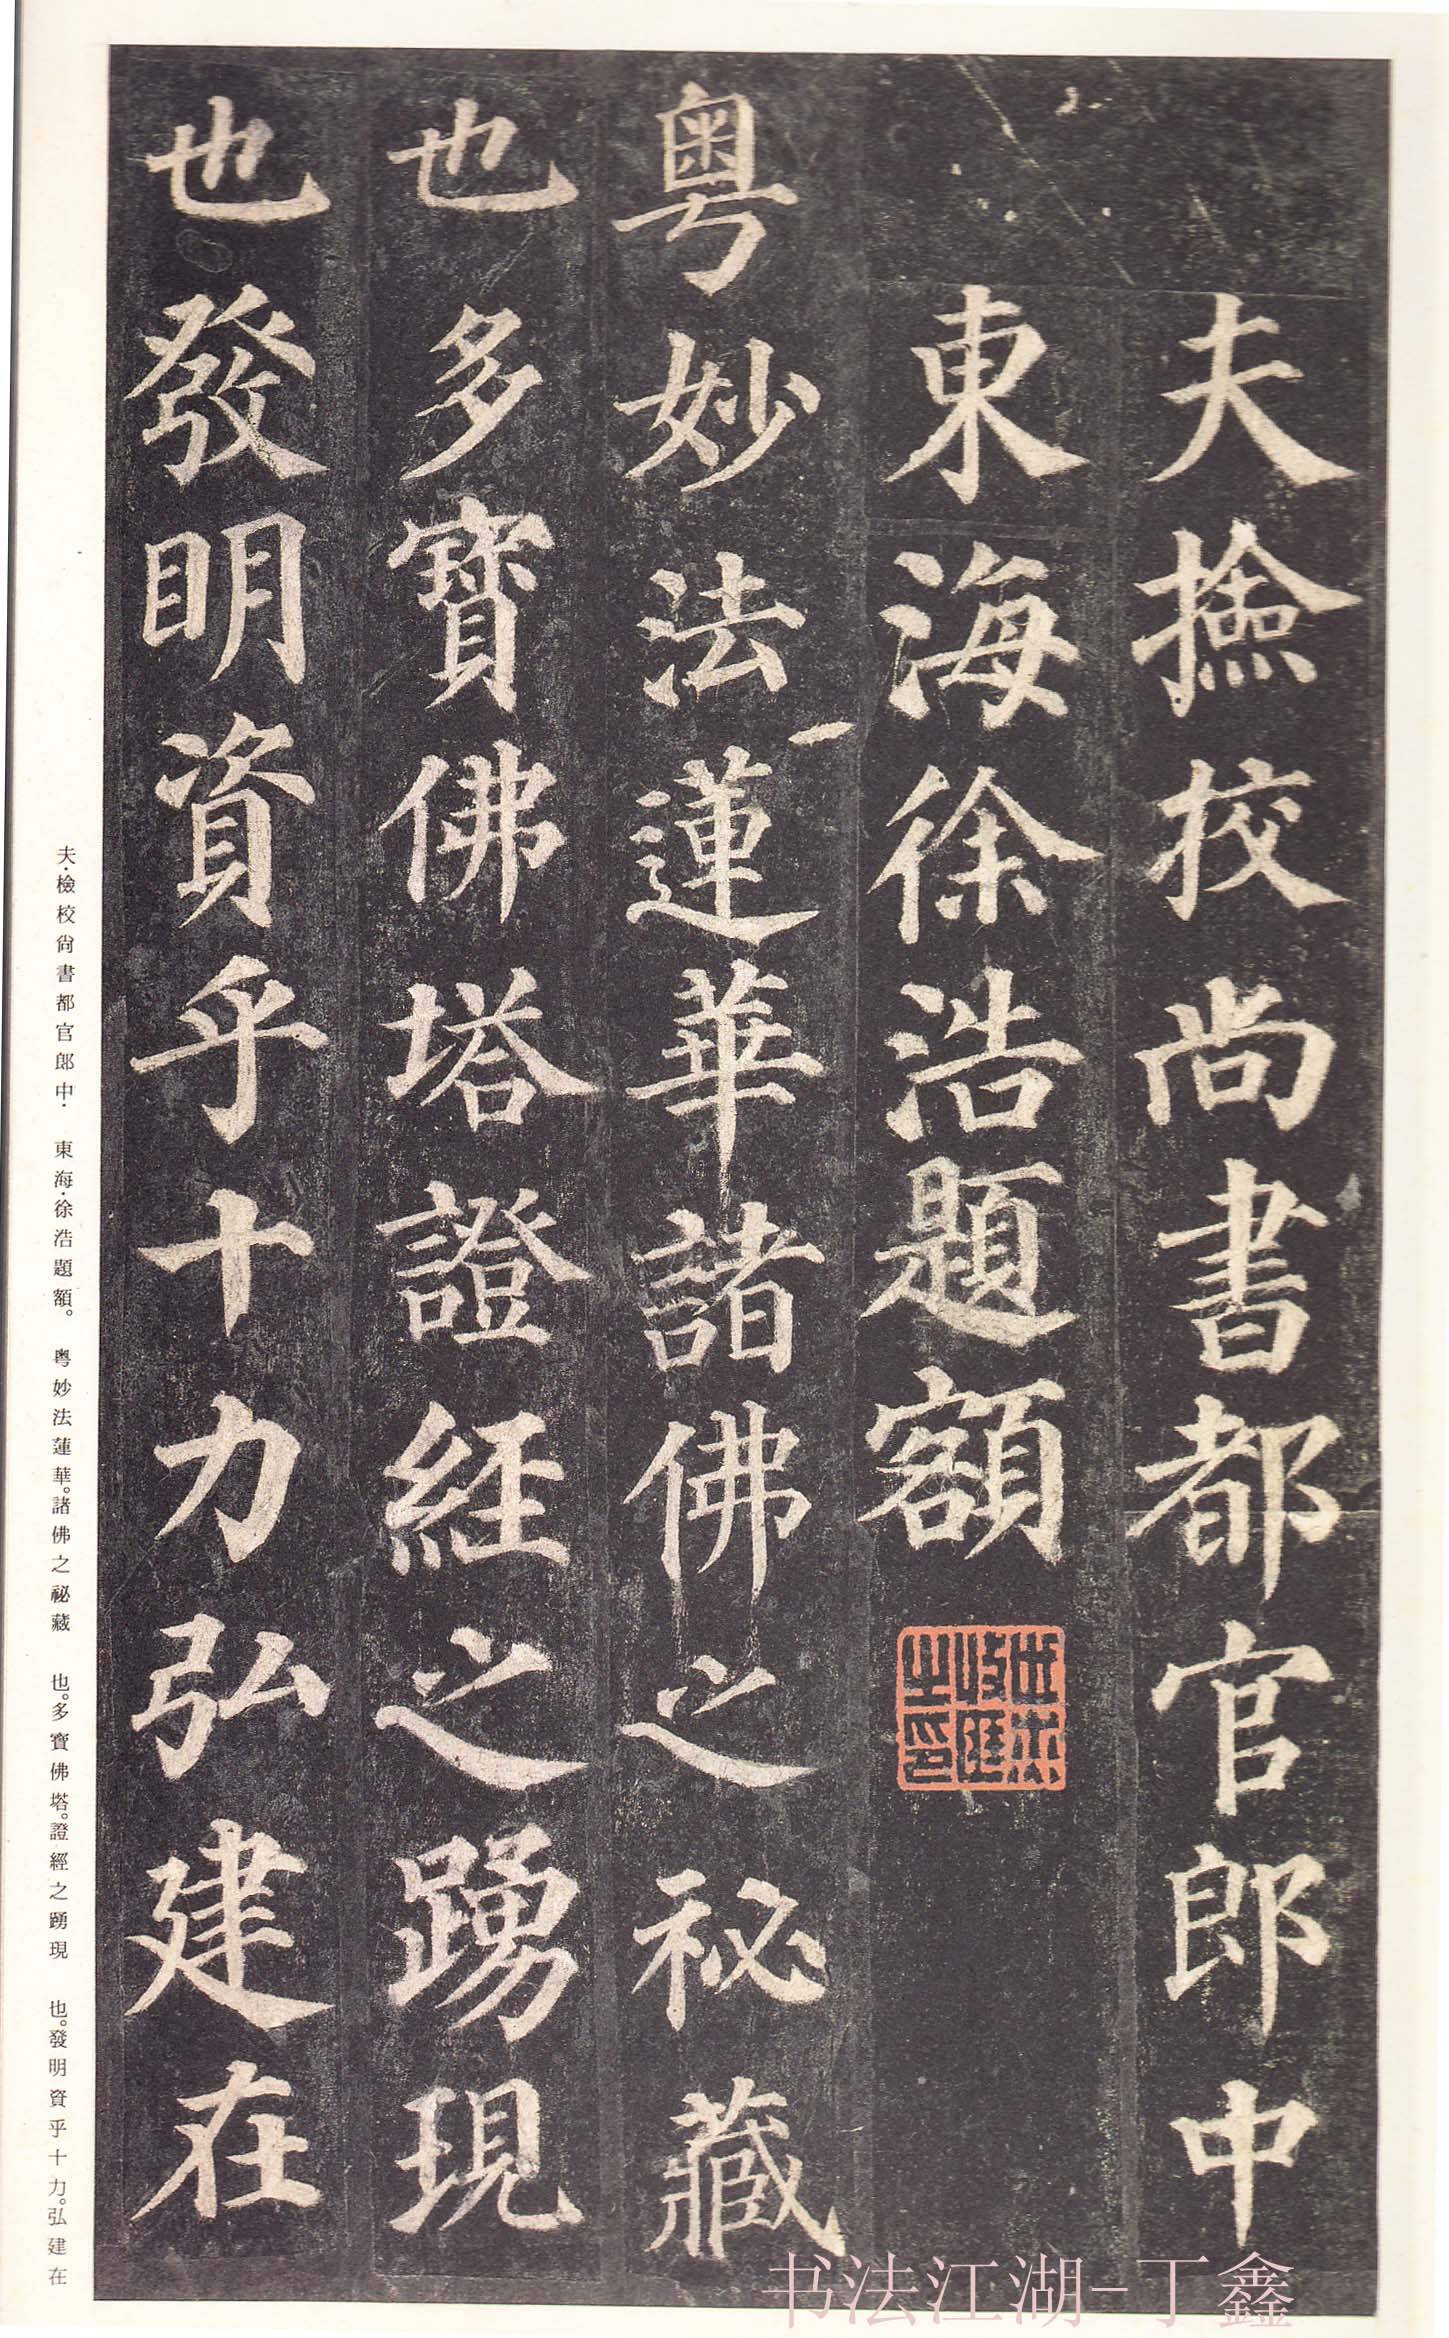 夫撿挍尚書都官郎中
東海徐浩題額
粤妙法蓮華諸佛之祕藏
也多寶佛塔證經之踴現
也發明資乎十力弘建在
夫·檢校尚書都官郎中·　東海·徐浩題額。　粤妙法蓮華。諸佛之祕藏　也。多寶佛塔。證經之踴現　也。發明資乎十力。弘建在
书法江湖-丁鑫